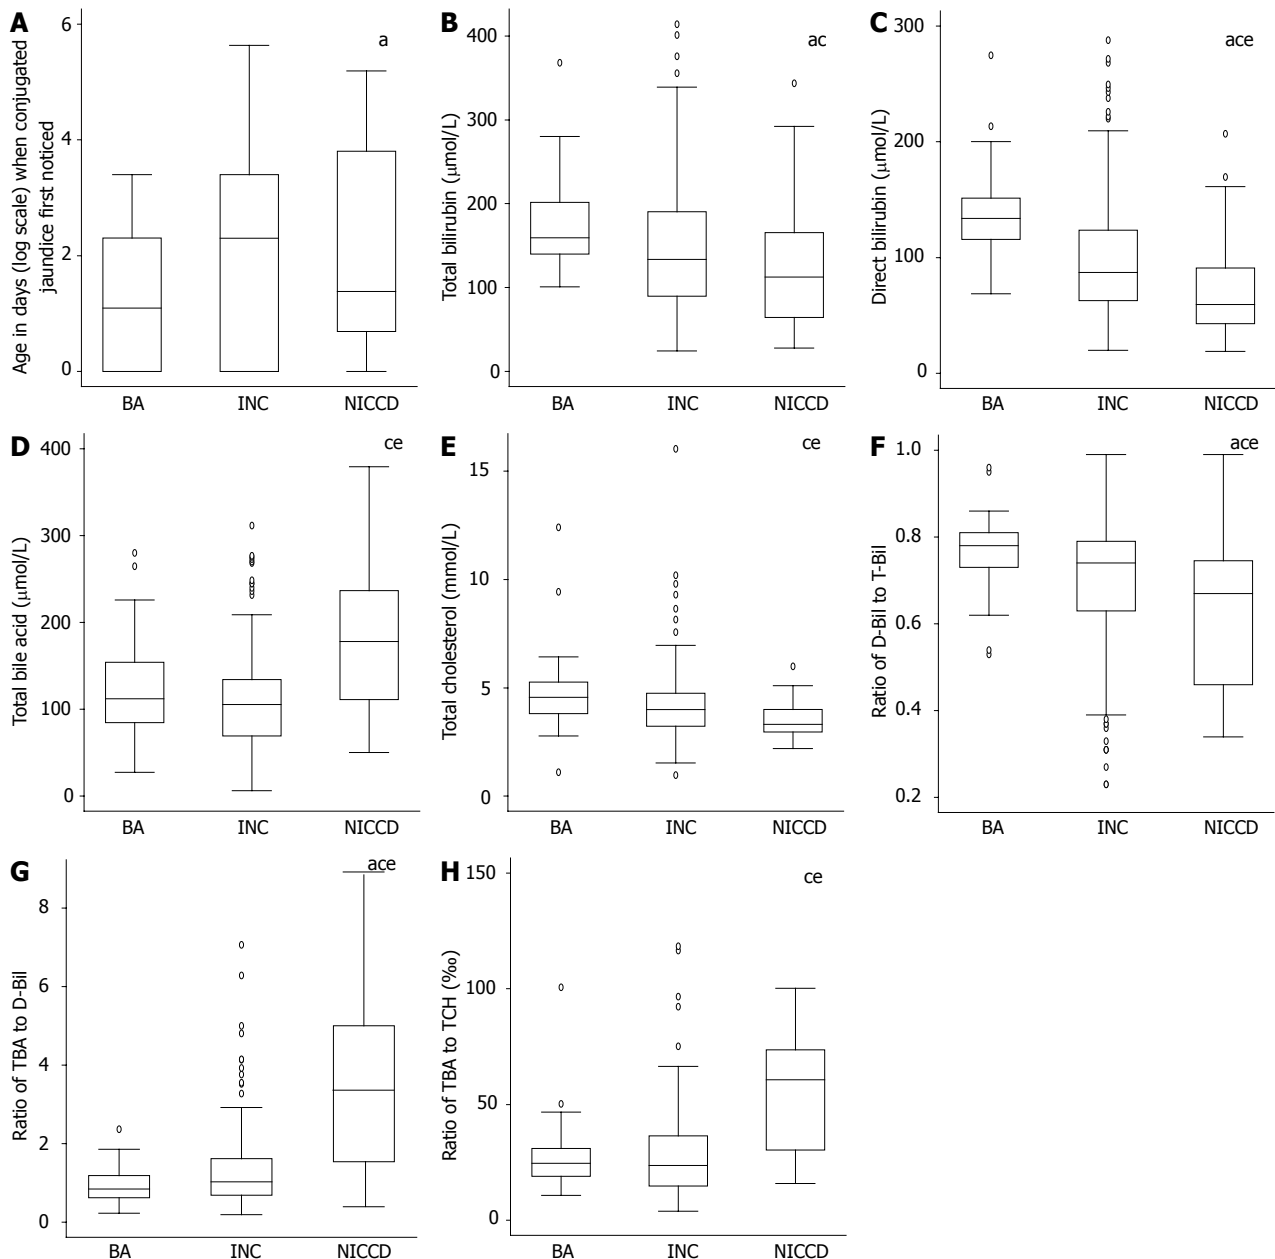 A
Age in days (log scale) when conjugated
jaundice first noticed
6
4
2
0
a
BA INC NICCD
B
Total bilirubin (μmol/L)
400
300
200
100
0
ac
BA INC NICCD
C
Direct bilirubin (μmol/L)
300
200
100
0
ace
BA INC NICCD
D
Total bile acid (μmol/L)
400
300
200
100
0
ce
BA INC NICCD
E
Total cholesterol (mmol/L)
15
10
5
0
ce
BA INC NICCD
F
Ratio of D-Bil to T-Bil
1.0
0.8
0.6
0.4
0.2
ace
BA INC NICCD
G
Ratio of TBA to D-Bil
8
6
4
2
0
ace
BA INC NICCD
H
Ratio of TBA to TCH (‰)
150
100
50
0
ce
BA INC NICCD